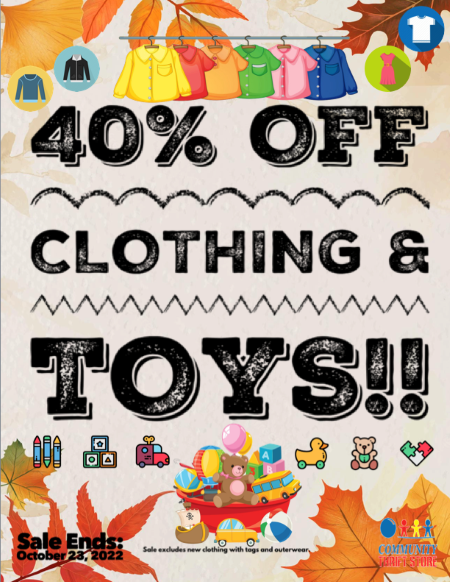 40% OFF
CLOTHING &
TOYS!!
Sale Ends:
October 23, 2022
Sale excludes new clothing with tags and outerwear.
COMMUNITY
THRIFT STORE